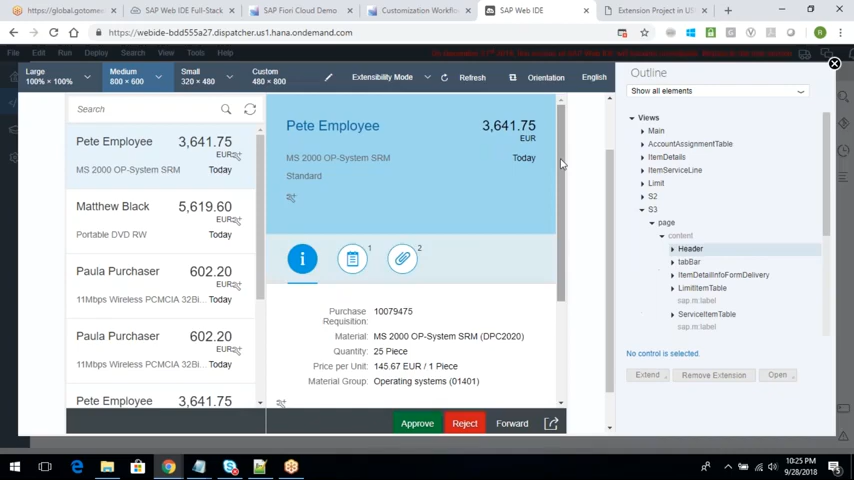 https://global.gotomee
SAP Web IDE Full-Stack
SAP Fiori Cloud Demo
Customization Workflow
SAP Web IDE
Extension Project in US
https://webide-bdd555a27.dispatcher.us1.hana.ondemand.com
File Edit Run Deploy Search View Tools Help
Large
100% x 100%
Medium
800 x 600
Small
320 x 480
Custom
480 x 800
Extensibility Mode
Refresh
Orientation
English
Outline
Show all elements
Search
Pete Employee 3,641.75
EUR
MS 2000 OP-System SRM Today
Matthew Black 5,619.60
EUR
Portable DVD RW Today
Paula Purchaser 602.20
EUR
11Mbps Wireless PCMCIA 32Bi... Today
Paula Purchaser 602.20
EUR
11Mbps Wireless PCMCIA 32Bi... Today
Pete Employee 3,641.75
Pete Employee 3,641.75
EUR
MS 2000 OP-System SRM Today
Standard
1
2
Purchase Requisition: 10079475
Material: MS 2000 OP-System SRM (DPC2020)
Quantity: 25 Piece
Price per Unit: 145.67 EUR / 1 Piece
Material Group: Operating systems (01401)
Approve Reject Forward
Views
Main
AccountAssignmentTable
ItemDetails
ItemServiceLine
Limit
S2
S3
page
content
Header
tabBar
ItemDetailInfoFormDelivery
LimitItemTable
sap.m:label
ServiceItemTable
sap.m:label
No control is selected.
Extend Remove Extension Open
10:25 PM
9/28/2018